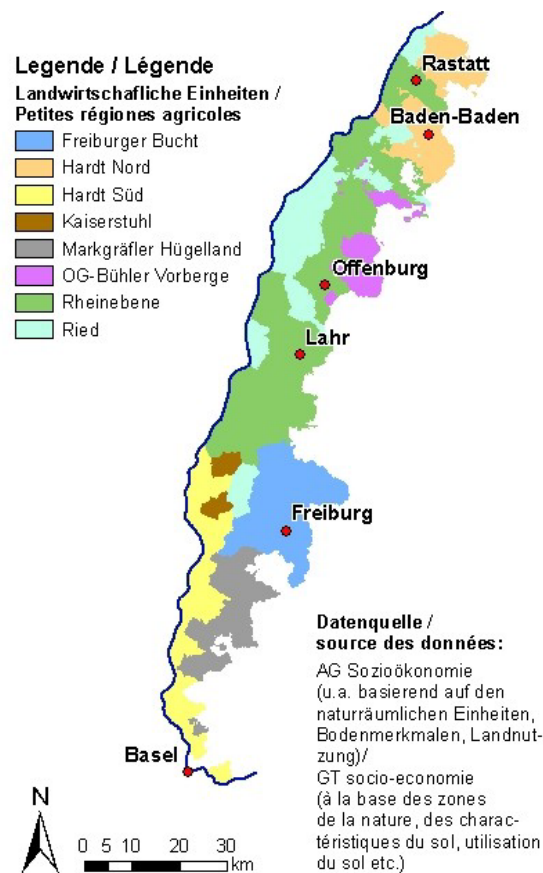 Legende / Légende
Landwirtschafliche Einheiten /
Petites régiones agricoles
Freiburger Bucht
Hardt Nord
Hardt Süd
Kaiserstuhl
Markgräfler Hügelland
OG-Bühler Vorberge
Rheinebene
Ried
Rastatt
Baden-Baden
Offenburg
Lahr
Freiburg
Basel
Datenquelle /
source des données:
AG Sozioökonomie
(u.a. basierend auf den
naturräumlichen Einheiten,
Bodenmerkmalen, Landnut-
zung)/
GT socio-economie
(à la base des zones
de la nature, des charac-
téristiques du sol, utilisation
du sol etc.)
N
0 5 10 20 30
km